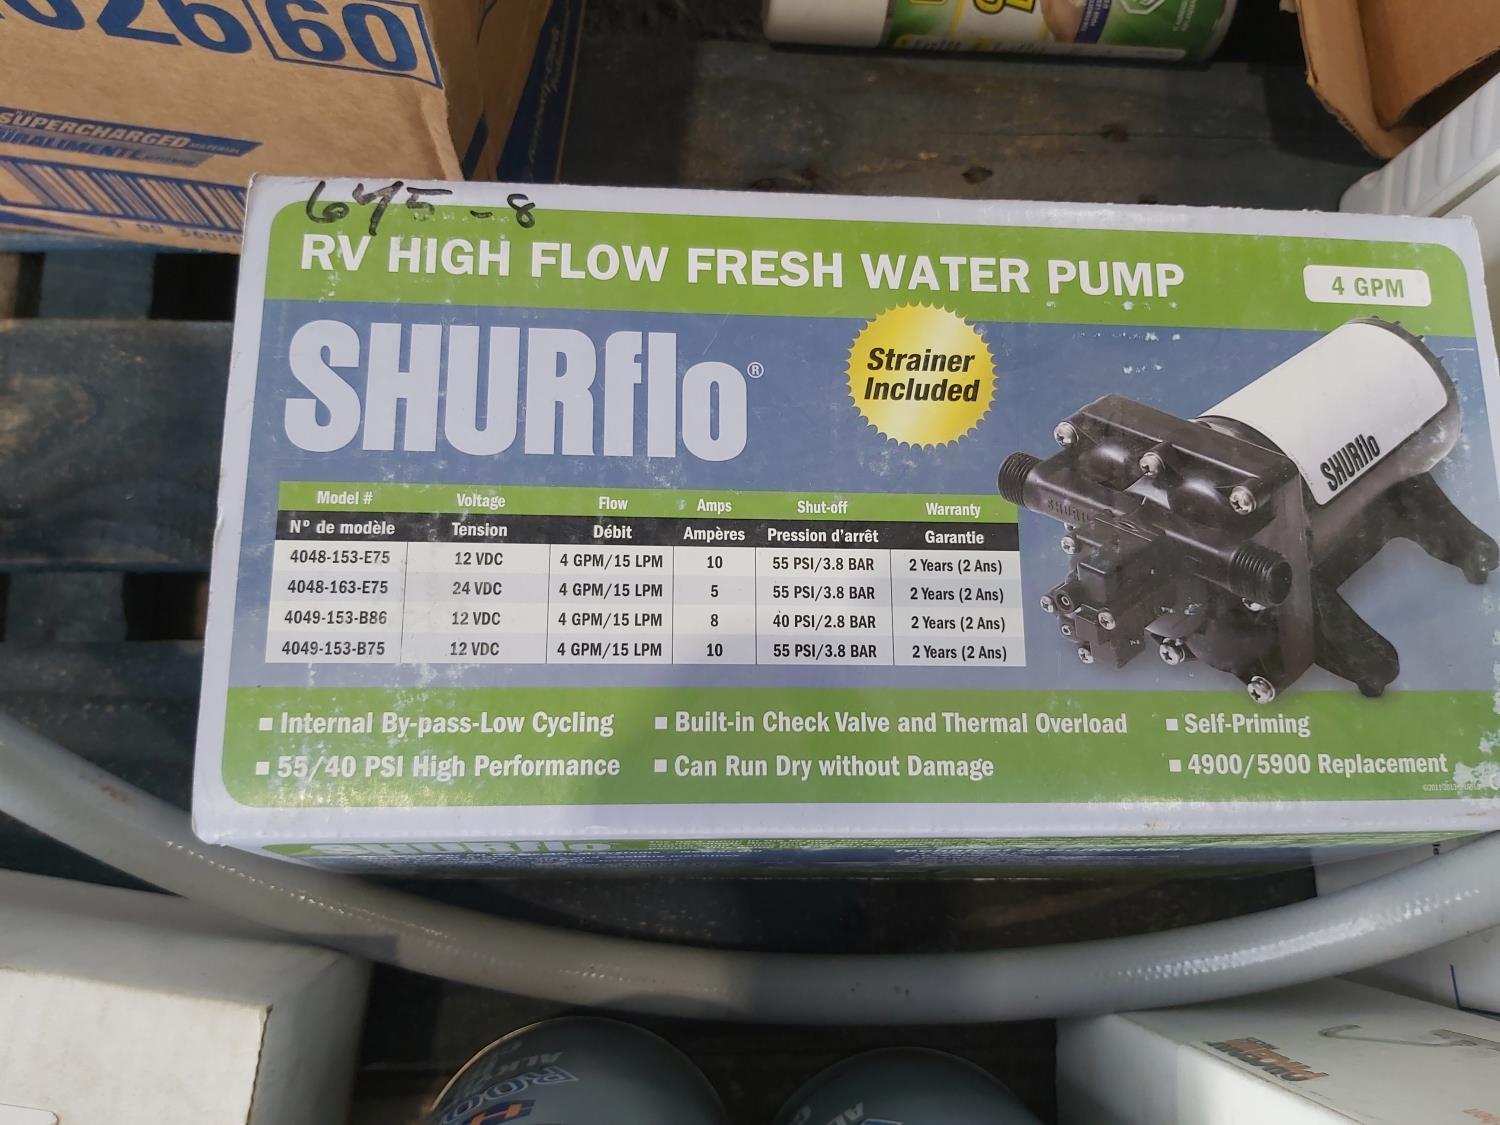 60
SUPERCHARGED
645-8
RV HIGH FLOW FRESH WATER PUMP
4 GPM
SHURflo®
Strainer
Included
SHURflo
Model # Voltage Flow Amps Shut-off Warranty
N° de modèle Tension Débit Ampères Pression d'arrêt Garantie
4048-153-E75 12 VDC 4 GPM/15 LPM 10 55 PSI/3.8 BAR 2 Years (2 Ans)
4048-163-E75 24 VDC 4 GPM/15 LPM 5 55 PSI/3.8 BAR 2 Years (2 Ans)
4049-153-B86 12 VDC 4 GPM/15 LPM 8 40 PSI/2.8 BAR 2 Years (2 Ans)
4049-153-B75 12 VDC 4 GPM/15 LPM 10 55 PSI/3.8 BAR 2 Years (2 Ans)
■ Internal By-pass-Low Cycling ■ Built-in Check Valve and Thermal Overload ■ Self-Priming
■ 55/40 PSI High Performance ■ Can Run Dry without Damage ■ 4900/5900 Replacement
SHURflo